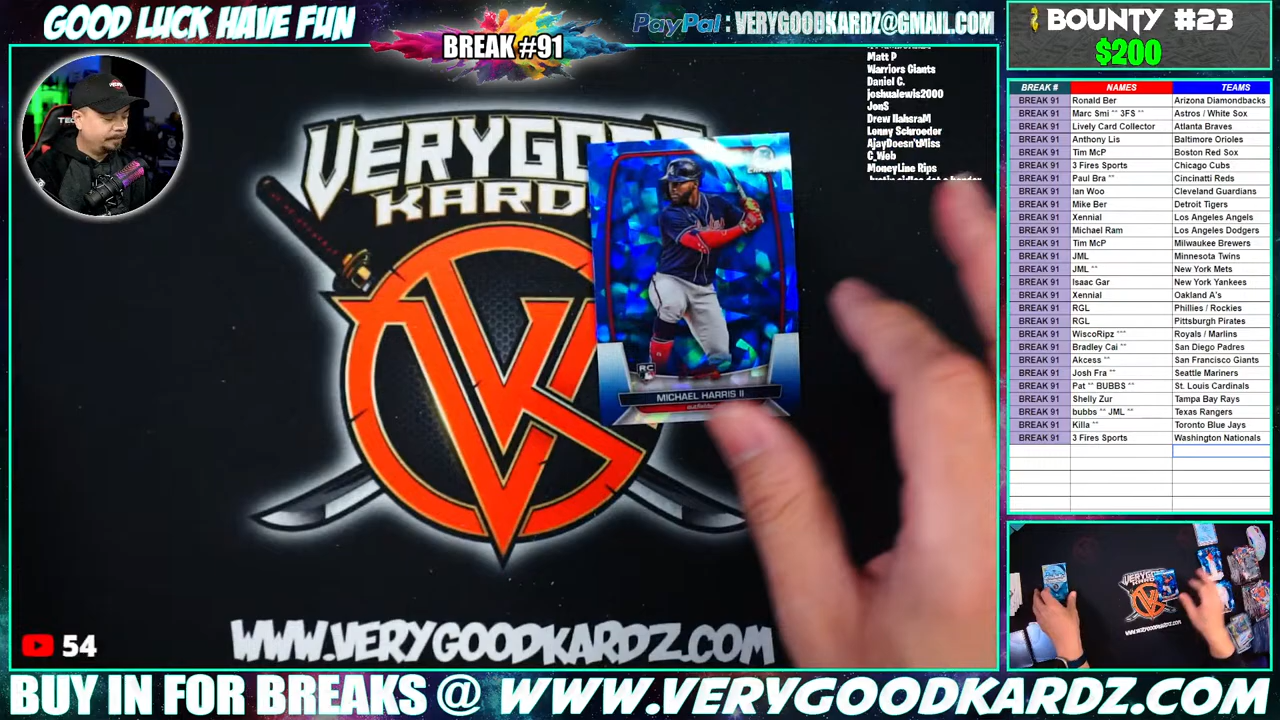 GOOD LUCK HAVE FUN
BREAK #91
PayPal : VERYGOODKARDZ@GMAIL.COM
BOUNTY #23
$200
Matt P
Warriors Giants
Daniel C.
joshualewis2000
JonS
Drew HahsraM
Lonny Schroeder
AjayDoesn'tMiss
C_Wob
MoneyLine Rips
BREAK # NAMES TEAMS
BREAK 91 Ronald Ber Arizona Diamondbacks
BREAK 91 Marc Smi ** 3FS ** Astros / White Sox
BREAK 91 Lively Card Collector Atlanta Braves
BREAK 91 Anthony Lis Baltimore Orioles
BREAK 91 Tim McP Boston Red Sox
BREAK 91 3 Fires Sports Chicago Cubs
BREAK 91 Paul Bra ** Cincinatti Reds
BREAK 91 Ian Woo Cleveland Guardians
BREAK 91 Mike Ber Detroit Tigers
BREAK 91 Xennial Los Angeles Angels
BREAK 91 Michael Ram Los Angeles Dodgers
BREAK 91 Tim McP Milwaukee Brewers
BREAK 91 JML Minnesota Twins
BREAK 91 JML ** New York Mets
BREAK 91 Isaac Gar New York Yankees
BREAK 91 Xennial Oakland A's
BREAK 91 RGL Phillies / Rockies
BREAK 91 RGL Pittsburgh Pirates
BREAK 91 WiscoRipz *** Royals / Marlins
BREAK 91 Bradley Cai ** San Diego Padres
BREAK 91 Akcess ** San Francisco Giants
BREAK 91 Josh Fra ** Seattle Mariners
BREAK 91 Pat ** BUBBS ** St. Louis Cardinals
BREAK 91 Shelly Zur Tampa Bay Rays
BREAK 91 bubbs ** JML ** Texas Rangers
BREAK 91 Killa ** Toronto Blue Jays
BREAK 91 3 Fires Sports Washington Nationals
VERYGOOD
KARD
RC
MICHAEL HARRIS II
WWW.VERYGOODKARDZ.COM
54
BUY IN FOR BREAKS @ WWW.VERYGOODKARDZ.COM